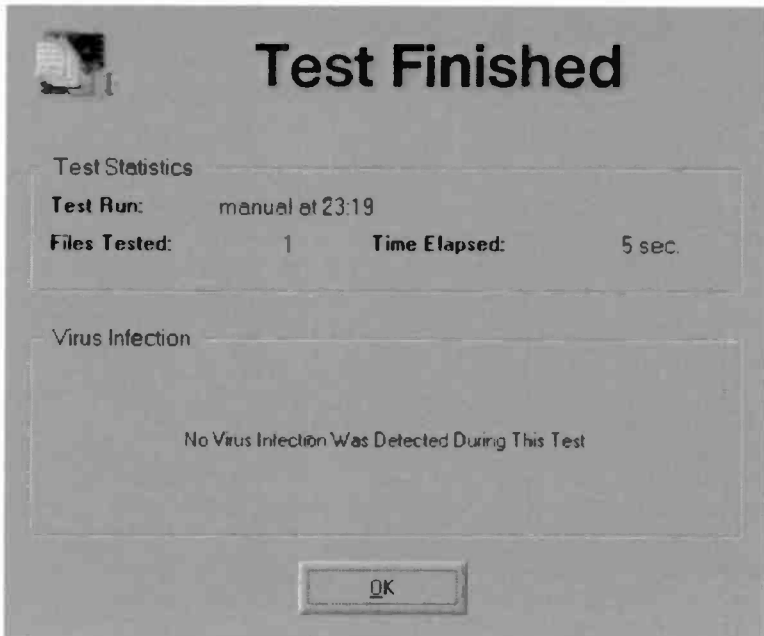 Test Finished
Test Statistics
Test Run: manual at 23:19
Files Tested: 1 Time Elapsed: 5 sec.
Virus Infection
No Virus Infection Was Detected During This Test
OK